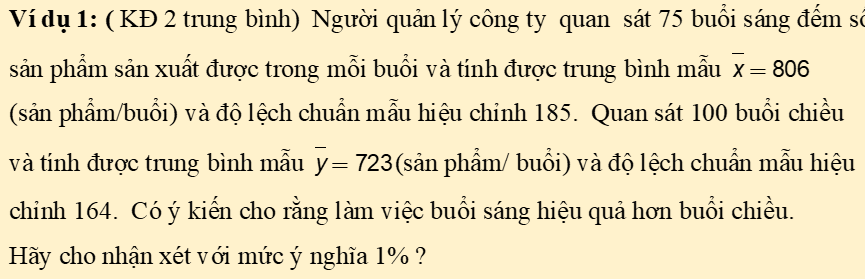 Ví dụ 1: ( KĐ 2 trung bình) Người quản lý công ty quan sát 75 buổi sáng đếm số
sản phẩm sản xuất được trong mỗi buổi và tính được trung bình mẫu x̄ = 806
(sản phẩm/buổi) và độ lệch chuẩn mẫu hiệu chỉnh 185. Quan sát 100 buổi chiều
và tính được trung bình mẫu ȳ = 723(sản phẩm/ buổi) và độ lệch chuẩn mẫu hiệu
chỉnh 164. Có ý kiến cho rằng làm việc buổi sáng hiệu quả hơn buổi chiều.
Hãy cho nhận xét với mức ý nghĩa 1% ?